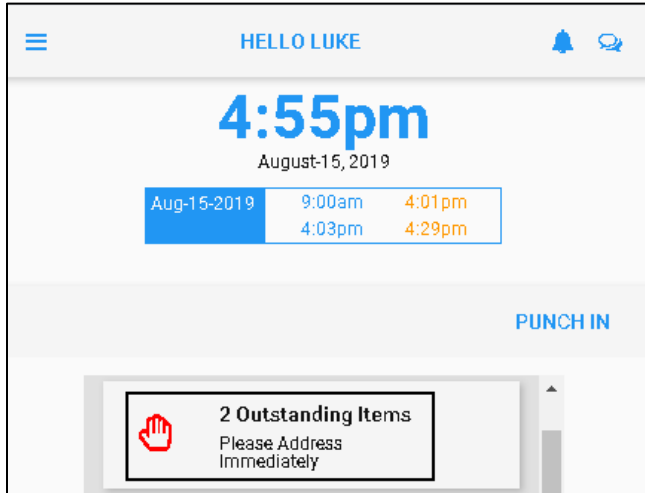 HELLO LUKE
4:55pm
August-15, 2019
Aug-15-2019 9:00am 4:01pm
4:03pm 4:29pm
PUNCH IN
2 Outstanding Items
Please Address
Immediately